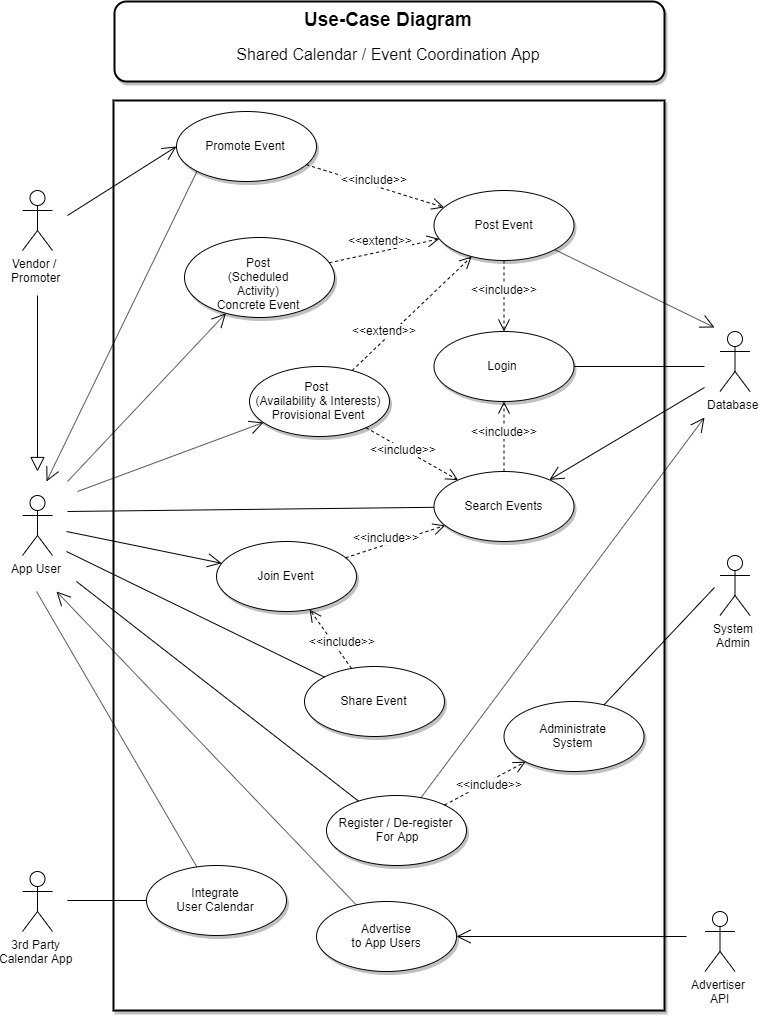 Use-Case Diagram
Shared Calendar / Event Coordination App
Promote Event
<<include>>
Post Event
Vendor /
Promoter
<<extend>>
Post
(Scheduled
Activity)
Concrete Event
<<include>>
<<extend>>
Login
Post
(Availability & Interests)
Provisional Event
Database
<<include>>
<<include>>
Search Events
App User
<<include>>
Join Event
System
Admin
<<include>>
Share Event
Administrate
System
<<include>>
Register / De-register
For App
Integrate
User Calendar
3rd Party
Calendar App
Advertise
to App Users
Advertiser
API